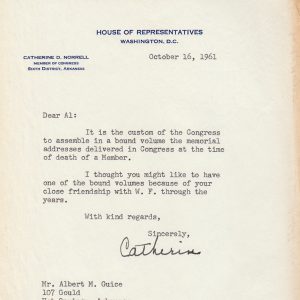 HOUSE OF REPRESENTATIVES
WASHINGTON, D.C.
CATHERINE D. NORRELL
MEMBER OF CONGRESS
SIXTH DISTRICT, ARKANSAS
October 16, 1961
Dear Al:
It is the custom of the Congress
to assemble in a bound volume the memorial
addresses delivered in Congress at the time
of death of a Member.
I thought you might like to have
one of the bound volumes because of your
close friendship with W. F. through the
years.
With kind regards,
Sincerely,
Catherine
Mr. Albert M. Guice
107 Gould